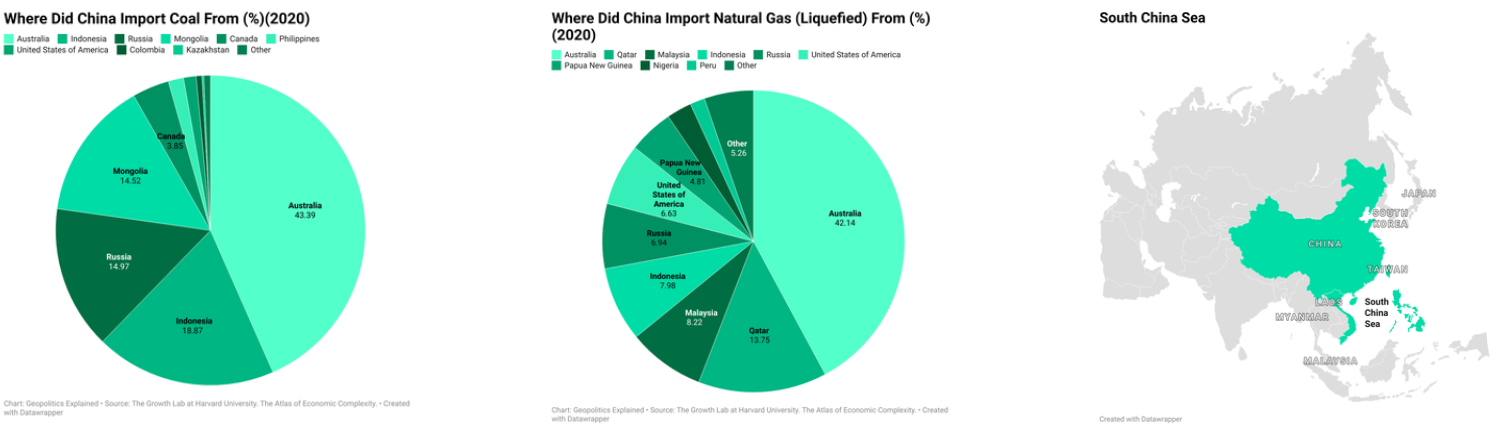 Where Did China Import Coal From (%)(2020)
Australia Indonesia Russia Mongolia Canada Philippines
United States of America Colombia Kazakhstan Other
Canada
3.85
Mongolia
14.52
Australia
43.39
Russia
14.97
Indonesia
18.87
Chart: Geopolitics Explained • Source: The Growth Lab at Harvard University. The Atlas of Economic Complexity. • Created
with Datawrapper
Where Did China Import Natural Gas (Liquefied) From (%)
(2020)
Australia Qatar Malaysia Indonesia Russia United States of America
Papua New Guinea Nigeria Peru Other
Other
5.26
Papua New
Guinea
4.81
United
States of
America
6.63
Australia
42.14
Russia
6.94
Indonesia
7.98
Malaysia
8.22
Qatar
13.75
Chart: Geopolitics Explained • Source: The Growth Lab at Harvard University. The Atlas of Economic Complexity. • Created
with Datawrapper
South China Sea
JAPAN
SOUTH
KOREA
CHINA
TAIWAN
LAOS
MYANMAR
South
China
Sea
MALAYSIA
Created with Datawrapper